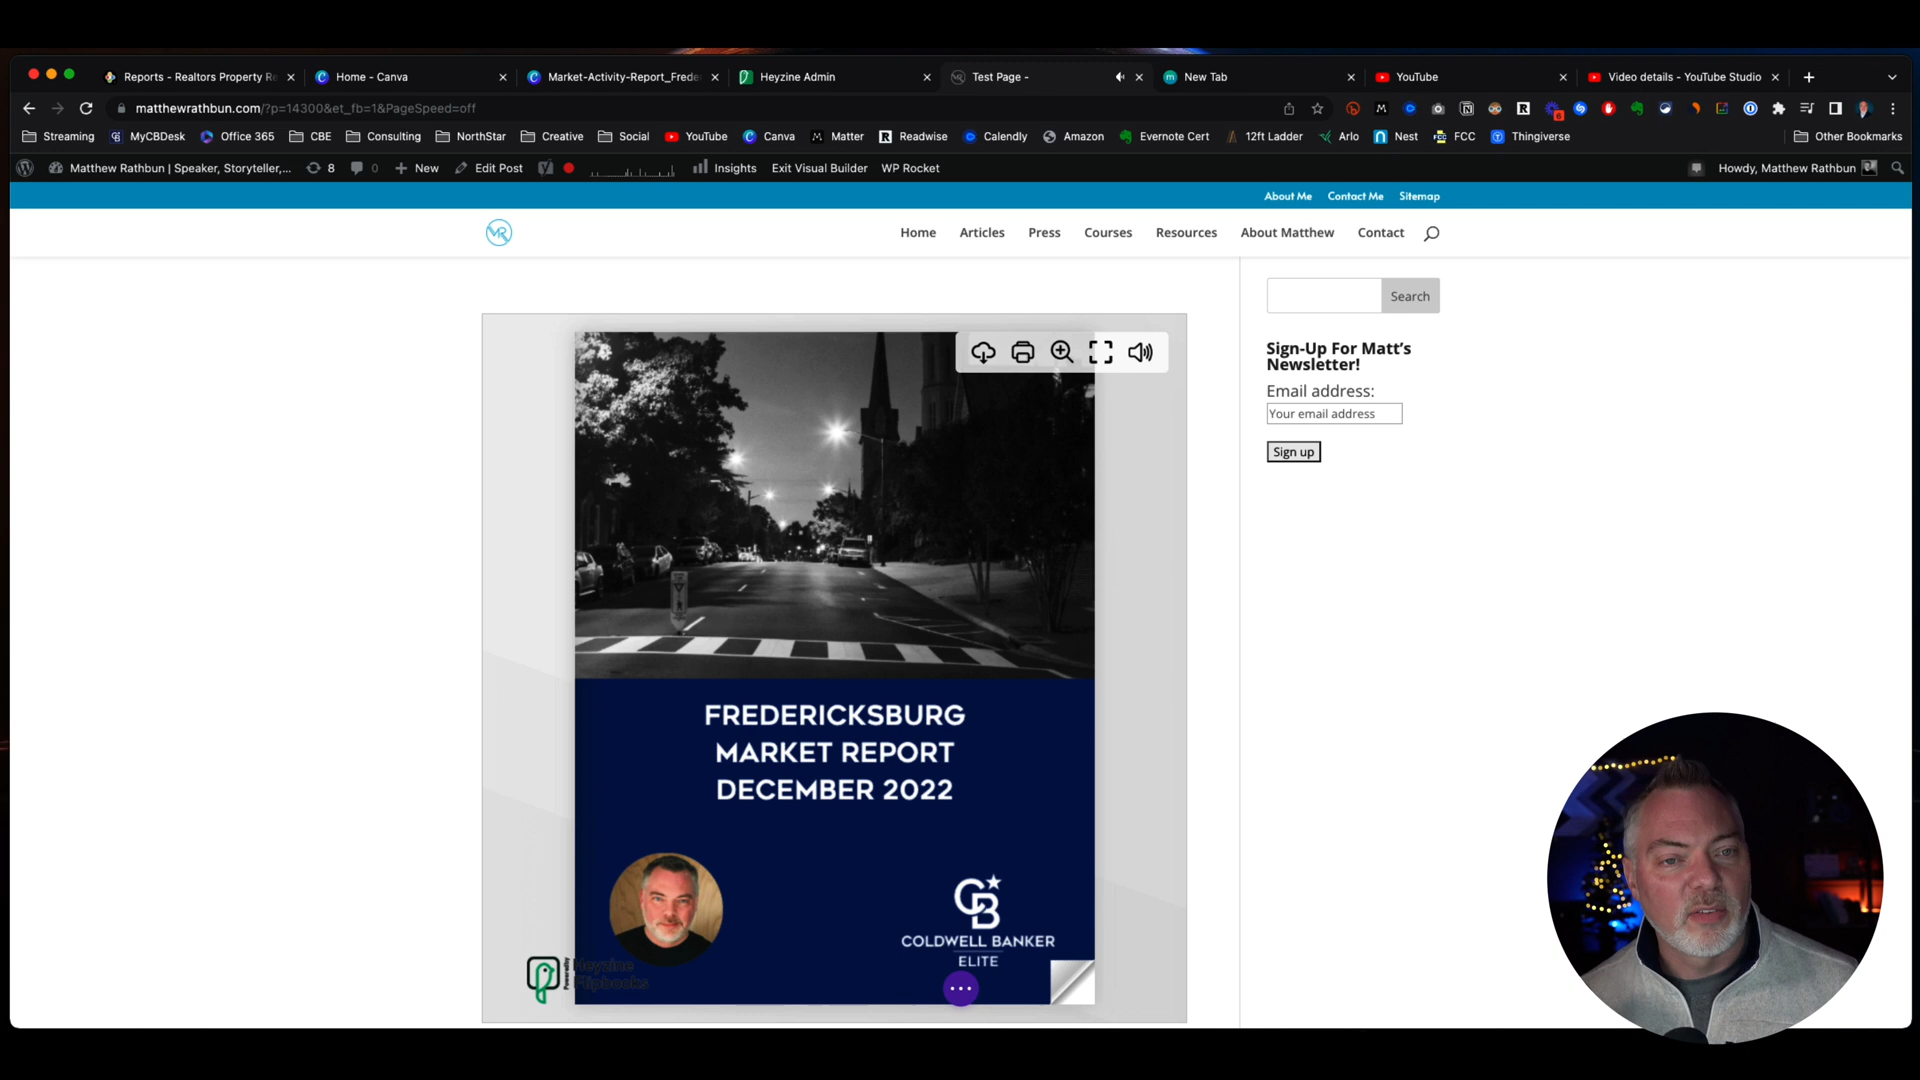 Reports - Realtors Property Re
Home - Canva
Market-Activity-Report_Frede
Heyzine Admin
Test Page -
New Tab
YouTube
Video details - YouTube Studio
matthewrathbun.com/?p=14300&et_fb=1&PageSpeed=off
Streaming
MyCBDesk
Office 365
CBE
Consulting
NorthStar
Creative
Social
YouTube
Canva
Matter
Readwise
Calendly
Amazon
Evernote Cert
12ft Ladder
Arlo
Nest
FCC
Thingiverse
Other Bookmarks
Matthew Rathbun | Speaker, Storyteller,...
8
0
New
Edit Post
Insights
Exit Visual Builder
WP Rocket
Howdy, Matthew Rathbun
About Me
Contact Me
Sitemap
Home
Articles
Press
Courses
Resources
About Matthew
Contact
Search
Sign-Up For Matt's
Newsletter!
Email address:
Your email address
Sign up
FREDERICKSBURG
MARKET REPORT
DECEMBER 2022
CB
COLDWELL BANKER
ELITE
Heyzine
Flipbooks